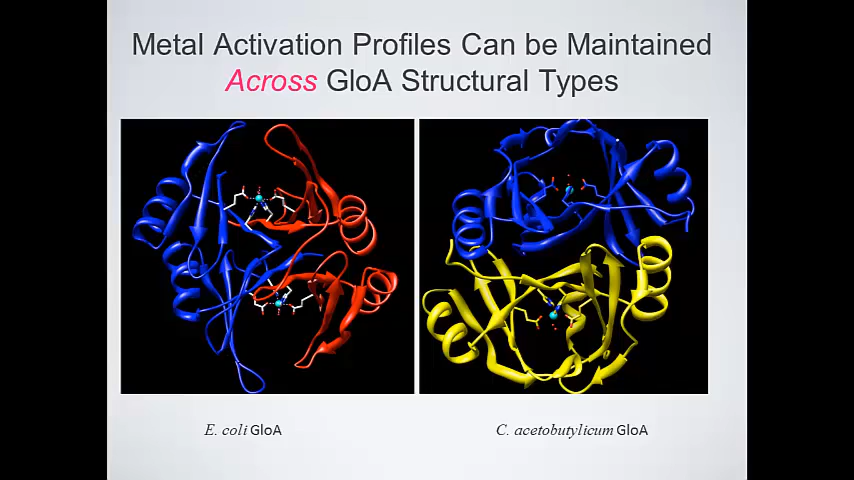 Metal Activation Profiles Can be Maintained
Across GloA Structural Types
E. coli GloA
C. acetobutylicum GloA